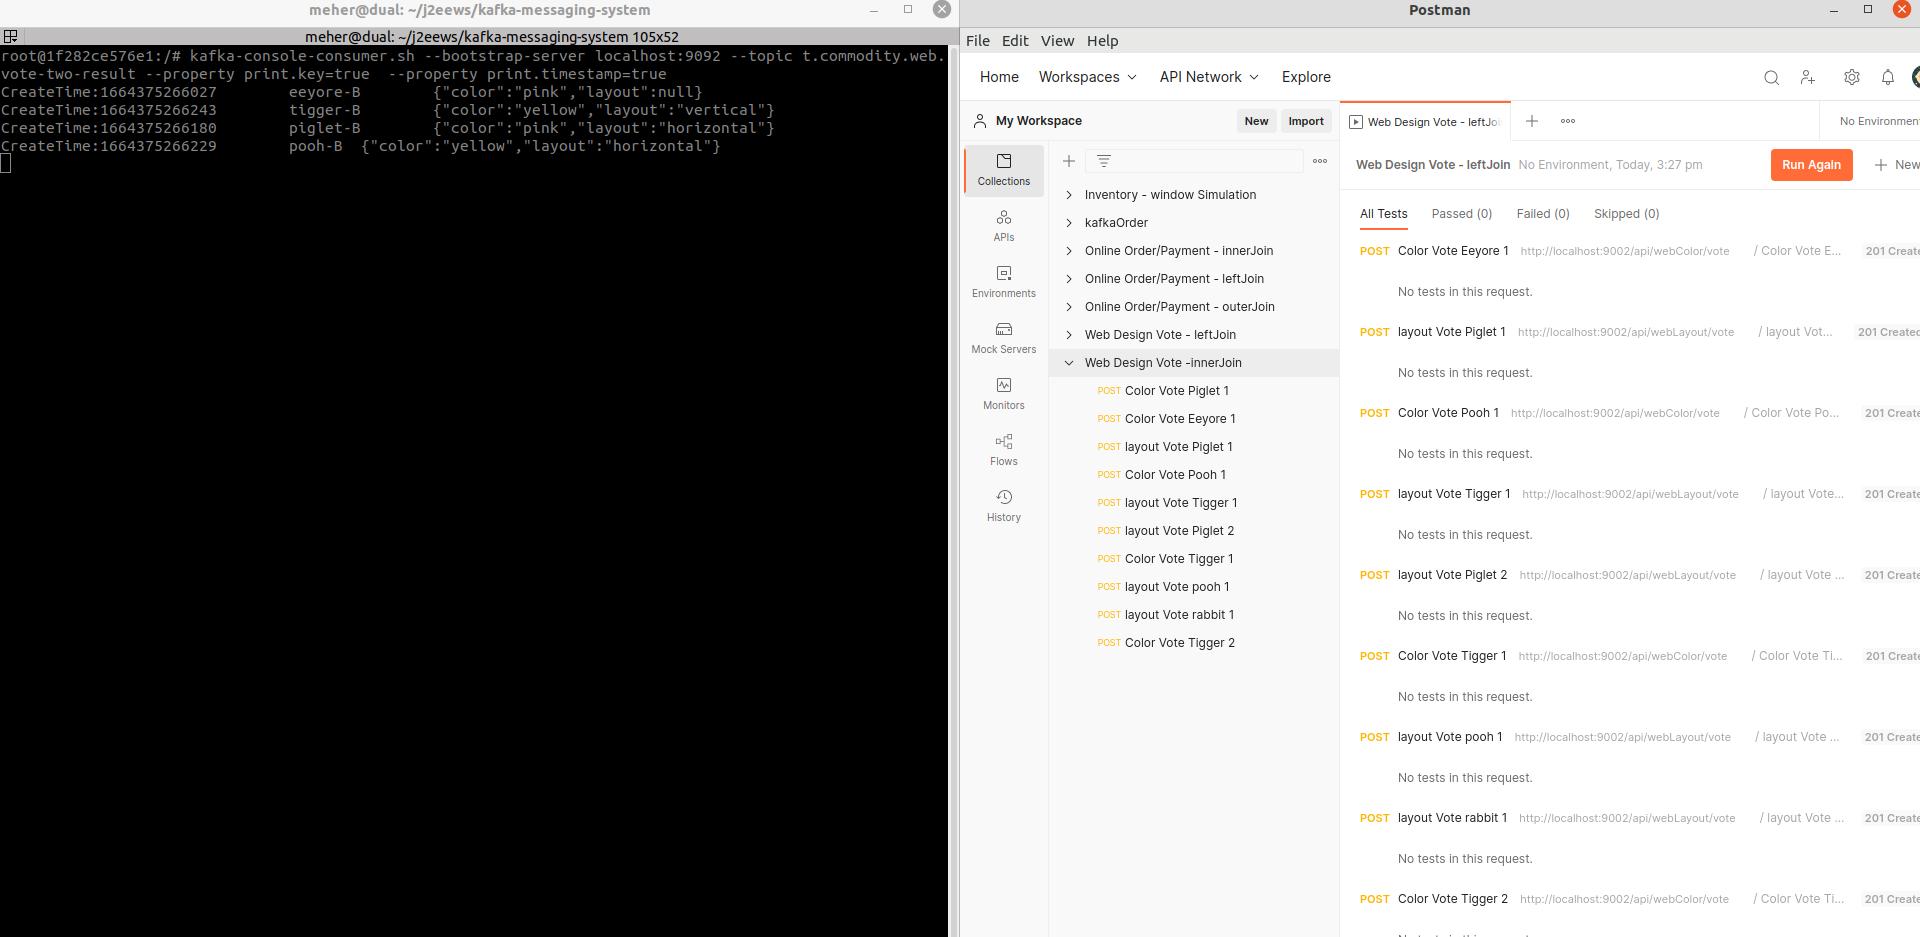 meher@dual: ~/j2eews/kafka-messaging-system
meher@dual: ~/j2eews/kafka-messaging-system 105x52
root@1f282ce576e1:/# kafka-console-consumer.sh --bootstrap-server localhost:9092 --topic t.commodity.web.
vote-two-result --property print.key=true  --property print.timestamp=true
CreateTime:1664375266027        eeyore-B        {"color":"pink","layout":null}
CreateTime:1664375266243        tigger-B        {"color":"yellow","layout":"vertical"}
CreateTime:1664375266180        piglet-B        {"color":"pink","layout":"horizontal"}
CreateTime:1664375266229        pooh-B  {"color":"yellow","layout":"horizontal"}
Postman
File Edit View Help
Home Workspaces API Network Explore
My Workspace New Import
Collections
APIs
Environments
Mock Servers
Monitors
Flows
History
Inventory - window Simulation
kafkaOrder
Online Order/Payment - innerJoin
Online Order/Payment - leftJoin
Online Order/Payment - outerJoin
Web Design Vote - leftJoin
Web Design Vote -innerJoin
POST Color Vote Piglet 1
POST Color Vote Eeyore 1
POST layout Vote Piglet 1
POST Color Vote Pooh 1
POST layout Vote Tigger 1
POST layout Vote Piglet 2
POST Color Vote Tigger 1
POST layout Vote pooh 1
POST layout Vote rabbit 1
POST Color Vote Tigger 2
Web Design Vote - leftJoi No Environment
Web Design Vote - leftJoin No Environment, Today, 3:27 pm Run Again New
All Tests Passed (0) Failed (0) Skipped (0)
POST Color Vote Eeyore 1 http://localhost:9002/api/webColor/vote / Color Vote E... 201 Create
No tests in this request.
POST layout Vote Piglet 1 http://localhost:9002/api/webLayout/vote / layout Vot... 201 Created
No tests in this request.
POST Color Vote Pooh 1 http://localhost:9002/api/webColor/vote / Color Vote Po... 201 Create
No tests in this request.
POST layout Vote Tigger 1 http://localhost:9002/api/webLayout/vote / layout Vote... 201 Create
No tests in this request.
POST layout Vote Piglet 2 http://localhost:9002/api/webLayout/vote / layout Vote ... 201 Create
No tests in this request.
POST Color Vote Tigger 1 http://localhost:9002/api/webColor/vote / Color Vote Ti... 201 Create
No tests in this request.
POST layout Vote pooh 1 http://localhost:9002/api/webLayout/vote / layout Vote ... 201 Create
No tests in this request.
POST layout Vote rabbit 1 http://localhost:9002/api/webLayout/vote / layout Vote ... 201 Create
No tests in this request.
POST Color Vote Tigger 2 http://localhost:9002/api/webColor/vote / Color Vote Ti... 201 Create